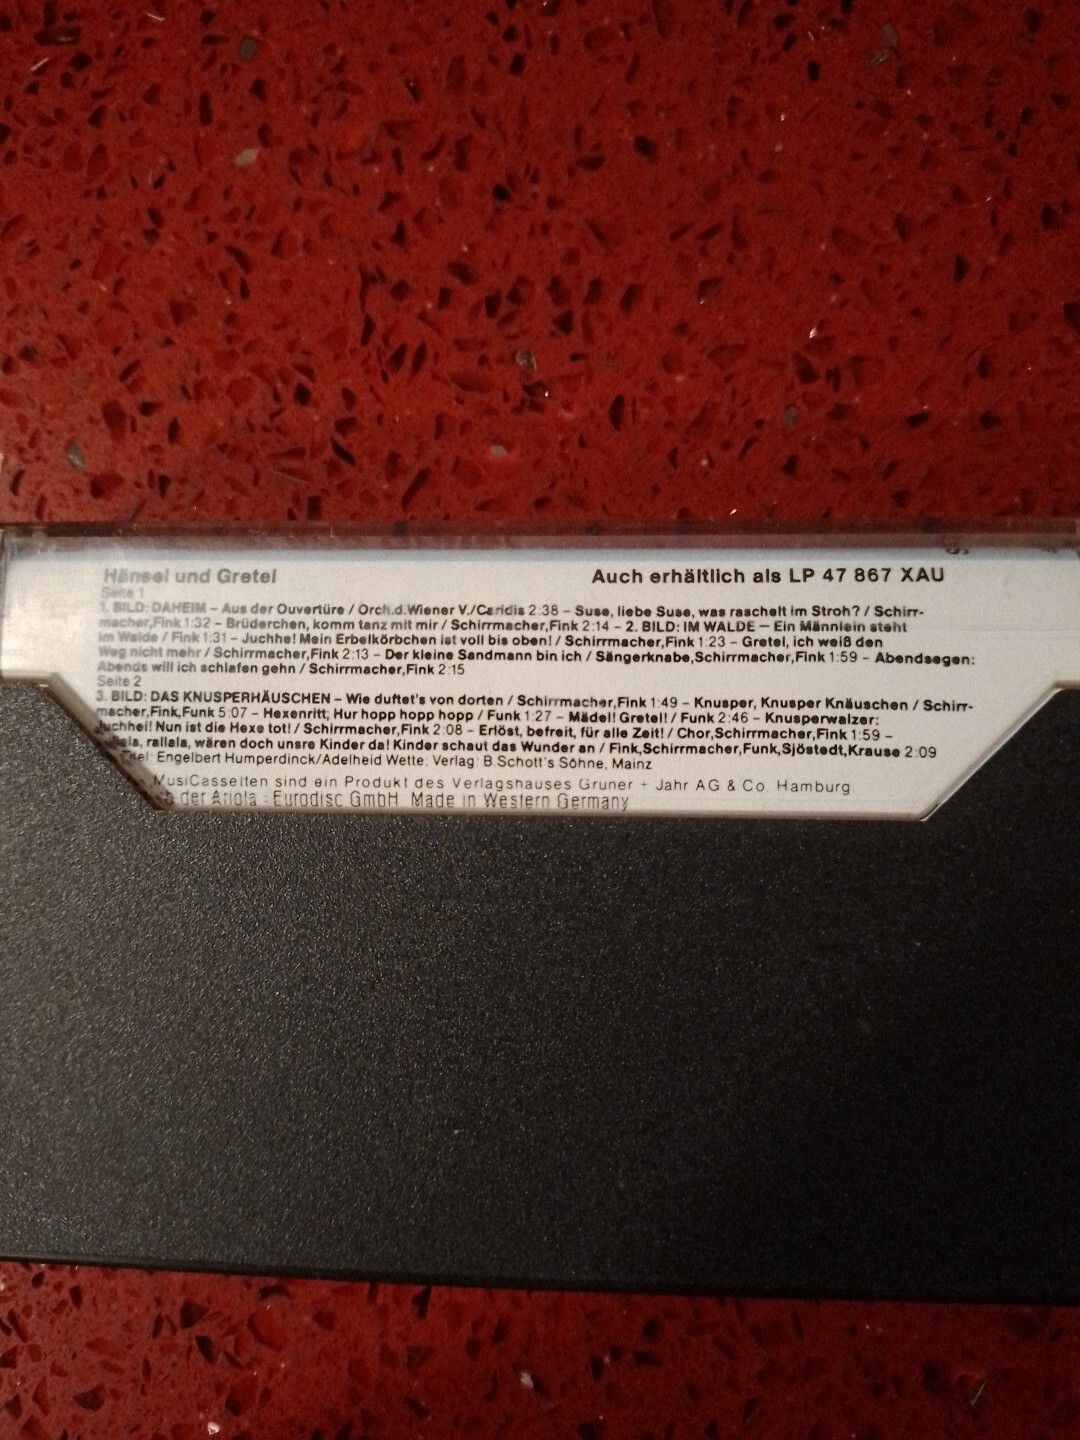 Hänsel und Gretel
Auch erhältlich als LP 47 867 XAU
Seite 1
1. BILD: DAHEIM – Aus der Ouvertüre / Orch.d.Wiener V./Caridis 2:38 – Suse, liebe Suse, was raschelt im Stroh? / Schirr-
macher,Fink 1:32 – Brüderchen, komm tanz mit mir / Schirrmacher,Fink 2:14 – 2. BILD: IM WALDE – Ein Männlein steht
im Walde / Fink 1:31 – Juchhe! Mein Erbelkörbchen ist voll bis oben! / Schirrmacher,Fink 1:23 – Gretel, ich weiß den
Weg nicht mehr / Schirrmacher,Fink 2:13 – Der kleine Sandmann bin ich / Sängerknabe,Schirrmacher,Fink 1:59 – Abendsegen:
Abends will ich schlafen gehn / Schirrmacher,Fink 2:15
Seite 2
3. BILD: DAS KNUSPERHÄUSCHEN – Wie duftet's von dorten / Schirrmacher,Fink 1:49 – Knusper, Knusper Knäuschen / Schirr-
macher,Fink,Funk 5:07 – Hexenritt; Hur hopp hopp hopp / Funk 1:27 – Mädel! Gretel! / Funk 2:46 – Knusperwalzer:
Juchhei! Nun ist die Hexe tot! / Schirrmacher,Fink 2:08 – Erlöst, befreit, für alle Zeit! / Chor,Schirrmacher,Fink 1:59 –
rallala, wären doch unsre Kinder da! Kinder schaut das Wunder an / Fink,Schirrmacher,Funk,Sjöstedt,Krause 2:09
Engelbert Humperdinck/Adelheid Wette; Verlag: B.Schott's Söhne, Mainz
MusiCassetten sind ein Produkt des Verlagshauses Gruner + Jahr AG & Co. Hamburg
der Ariola - Eurodisc GmbH Made in Western Germany